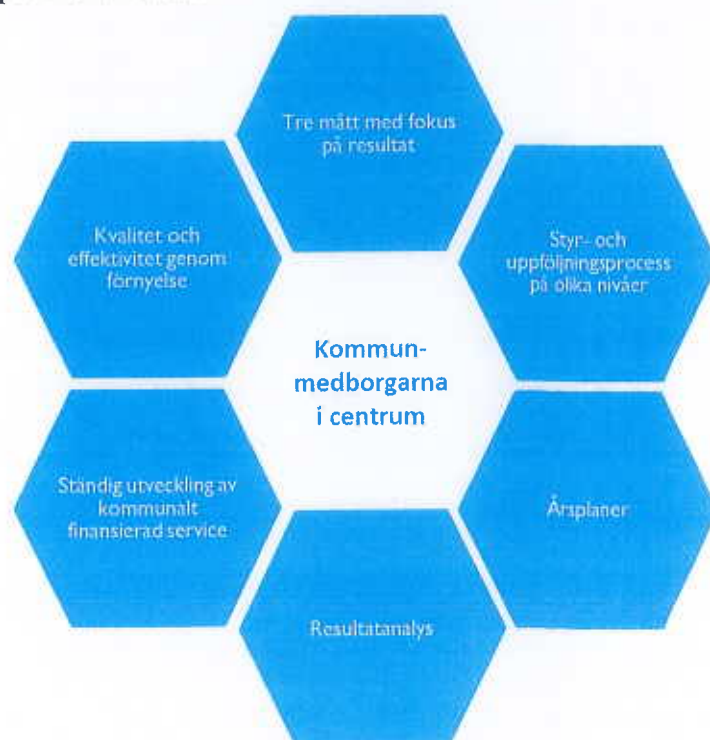 Tre mått med fokus
på resultat
Styr- och
uppföljningsprocess
på olika nivåer
Årsplaner
Resultatanalys
Ständig utveckling av
kommunalt
finansierad service
Kvalitet och
effektivitet genom
förnyelse
Kommun-
medborgarna
i centrum